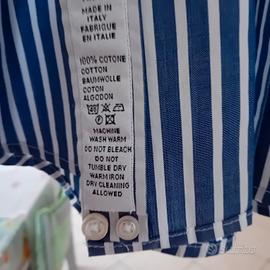 MADE IN
ITALY
FABRIQUE
EN ITALIE
100% COTONE
COTTON
BAUMWOLLE
COTON
ALGODON
MACHINE
WASH WARM
DO NOT BLEACH
DO NOT
TUMBLE DRY
WARM IRON
DRY CLEANING
ALLOWED
subito